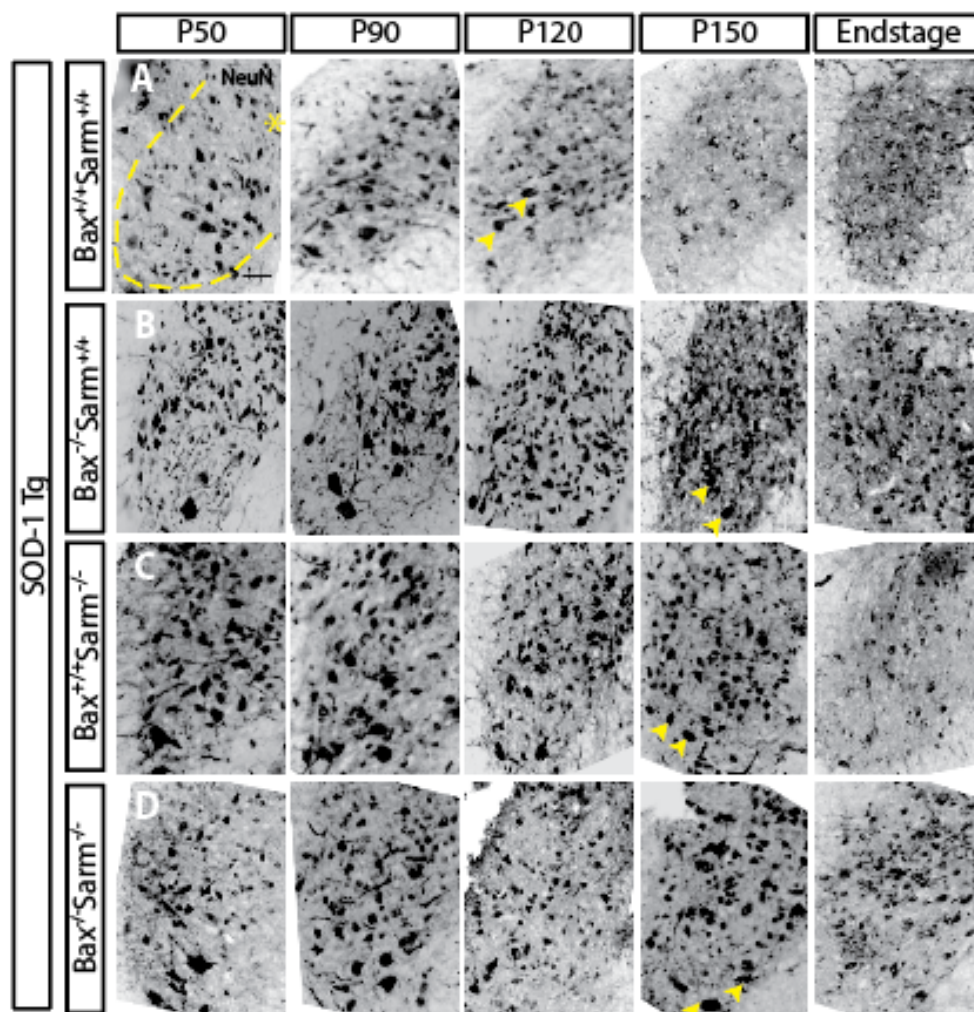 P50 P90 P120 P150 Endstage
SOD-1 Tg
Bax+/+Sarm+/+
A NeuN
*
Bax-/-Sarm+/+
B
Bax+/+Sarm-/-
C
Bax-/-Sarm-/-
D